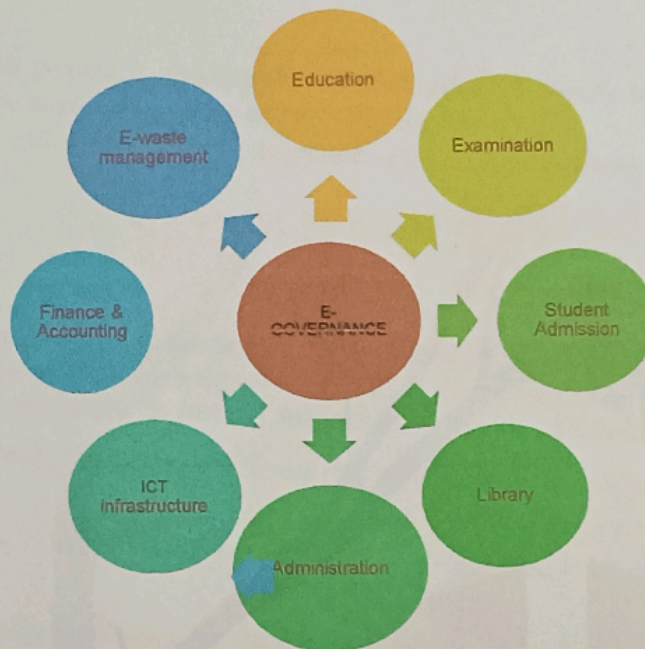 Education
Examination
Student
Admission
Library
Administration
ICT
infrastructure
Finance &
Accounting
E-waste
management
E-
GOVERNANCE